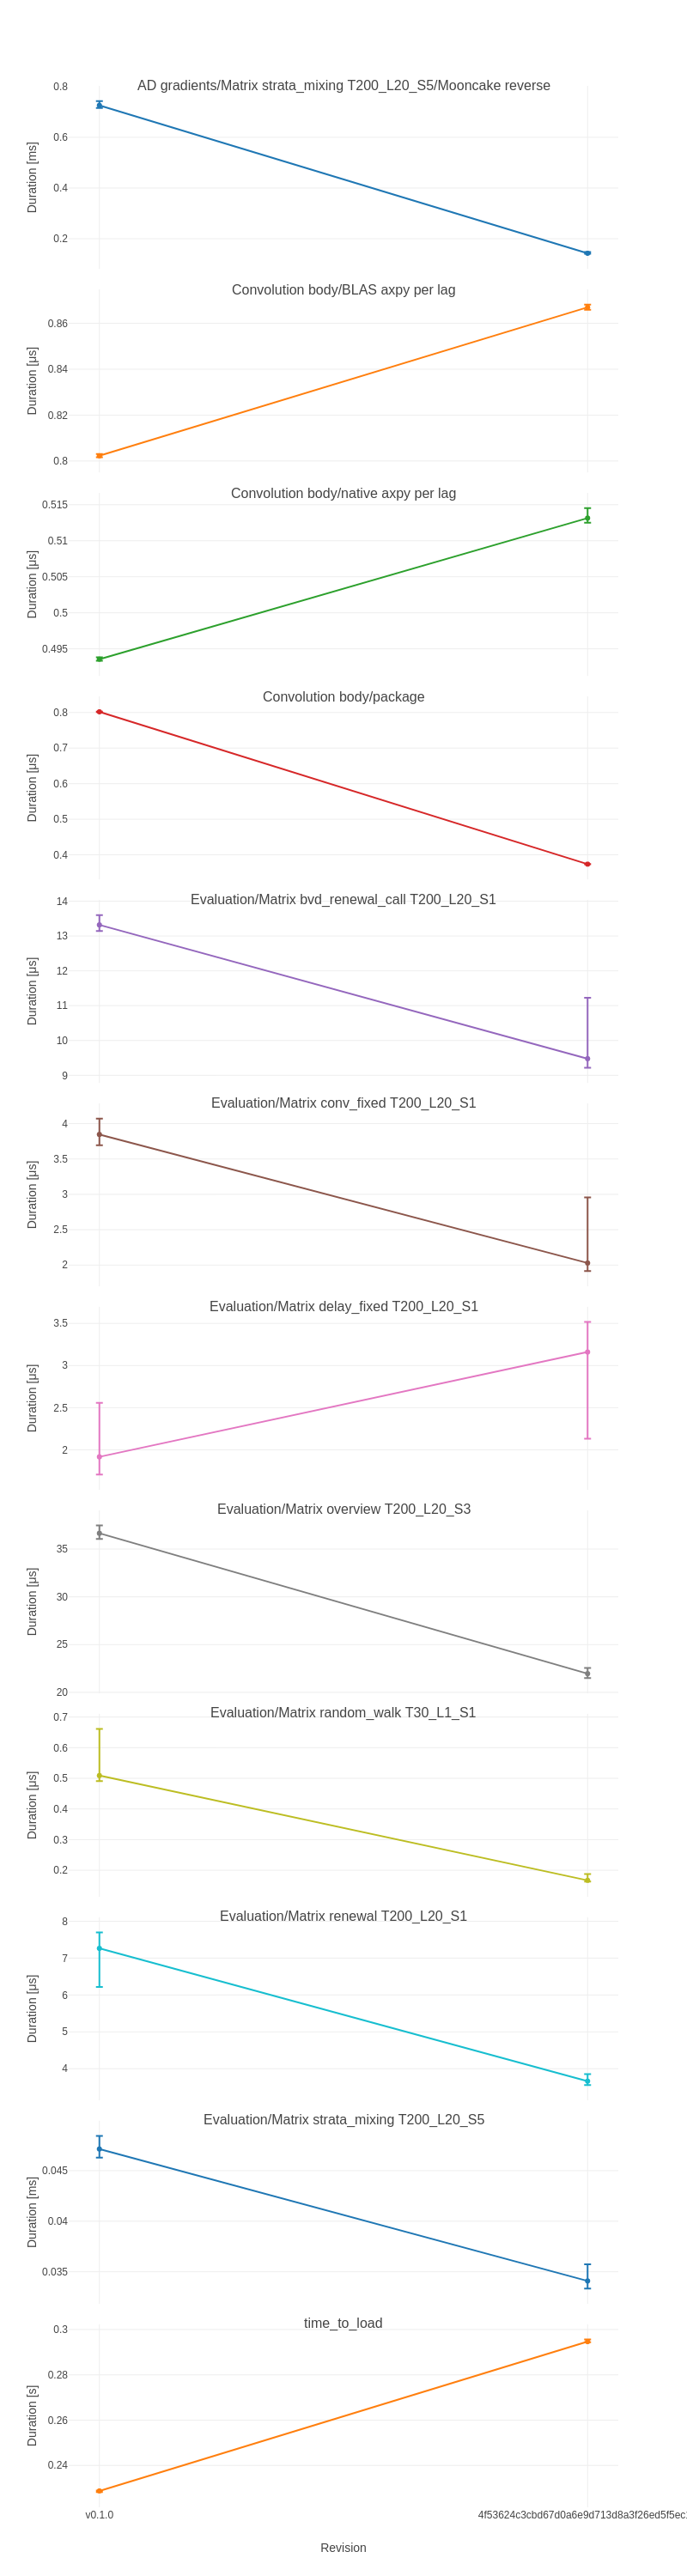 AD gradients/Matrix strata_mixing T200_L20_S5/Mooncake reverse
0.8
0.6
0.4
0.2
Duration [ms]
Convolution body/BLAS axpy per lag
0.86
0.84
0.82
0.8
Duration [μs]
Convolution body/native axpy per lag
0.515
0.51
0.505
0.5
0.495
Duration [μs]
Convolution body/package
0.8
0.7
0.6
0.5
0.4
Duration [μs]
Evaluation/Matrix bvd_renewal_call T200_L20_S1
14
13
12
11
10
9
Duration [μs]
Evaluation/Matrix conv_fixed T200_L20_S1
4
3.5
3
2.5
2
Duration [μs]
Evaluation/Matrix delay_fixed T200_L20_S1
3.5
3
2.5
2
Duration [μs]
Evaluation/Matrix overview T200_L20_S3
35
30
25
20
Duration [μs]
Evaluation/Matrix random_walk T30_L1_S1
0.7
0.6
0.5
0.4
0.3
0.2
Duration [μs]
Evaluation/Matrix renewal T200_L20_S1
8
7
6
5
4
Duration [μs]
Evaluation/Matrix strata_mixing T200_L20_S5
0.045
0.04
0.035
Duration [ms]
time_to_load
0.3
0.28
0.26
0.24
Duration [s]
v0.1.0
4f53624c3cbd67d0a6e9d713d8a3f26ed5f5ec
Revision